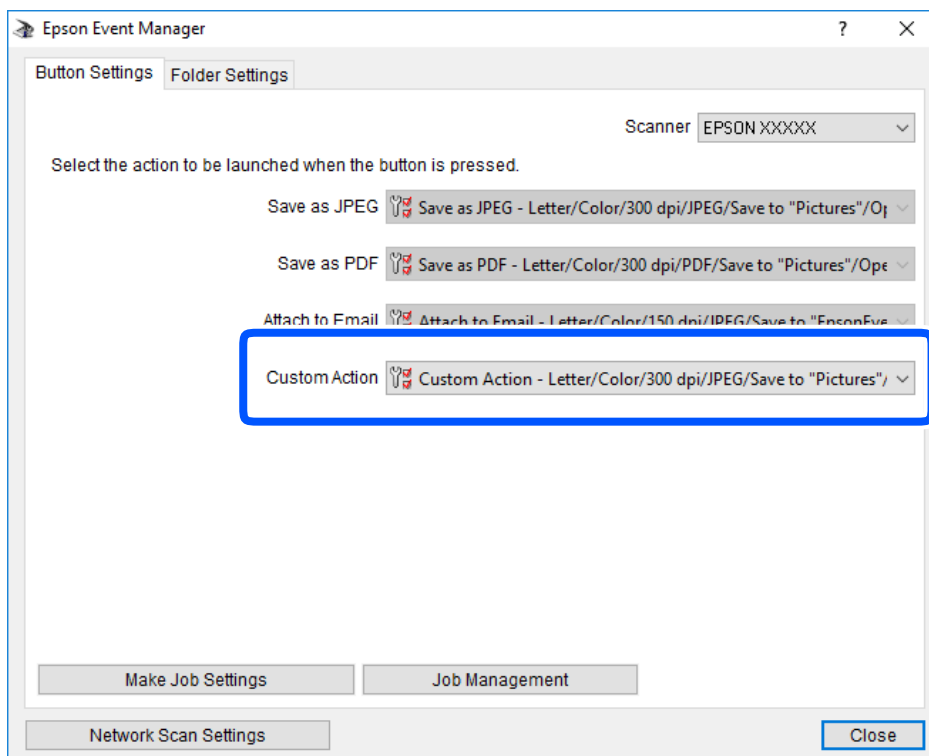 Epson Event Manager
Button Settings Folder Settings
Scanner EPSON XXXXX
Select the action to be launched when the button is pressed.
Save as JPEG Save as JPEG - Letter/Color/300 dpi/JPEG/Save to "Pictures"/Op
Save as PDF Save as PDF - Letter/Color/300 dpi/PDF/Save to "Pictures"/Ope
Attach to Email Attach to Email - Letter/Color/150 dpi/JPEG/Save to "EpsonEve
Custom Action Custom Action - Letter/Color/300 dpi/JPEG/Save to "Pictures"/
Make Job Settings Job Management
Network Scan Settings Close